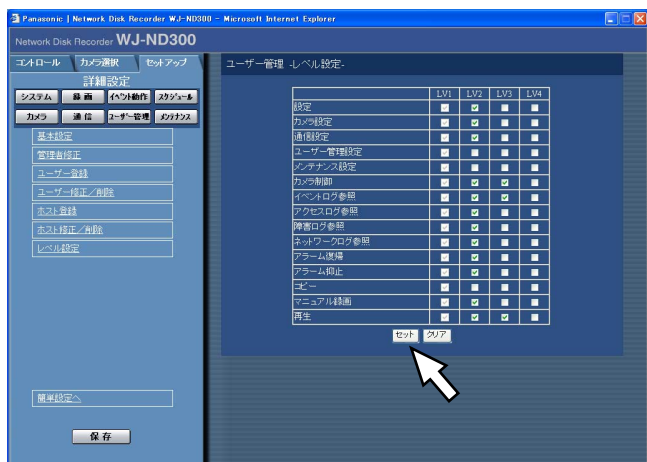 Panasonic | Network Disk Recorder WJ-ND300 - Microsoft Internet Explorer
Network Disk Recorder WJ-ND300
コントロール カメラ選択 セットアップ
詳細設定
システム 録画 イベント動作 スケジュール
カメラ 通信 ユーザー管理 メンテナンス
基本設定
管理者修正
ユーザー登録
ユーザー修正／削除
ホスト登録
ホスト修正／削除
レベル設定
簡単設定へ
保存
ユーザー管理 -レベル設定-
LV1 LV2 LV3 LV4
設定
カメラ設定
通信設定
ユーザー管理設定
メンテナンス設定
カメラ制御
イベントログ参照
アクセスログ参照
障害ログ参照
ネットワークログ参照
アラーム復帰
アラーム抑止
コピー
マニュアル録画
再生
セット クリア